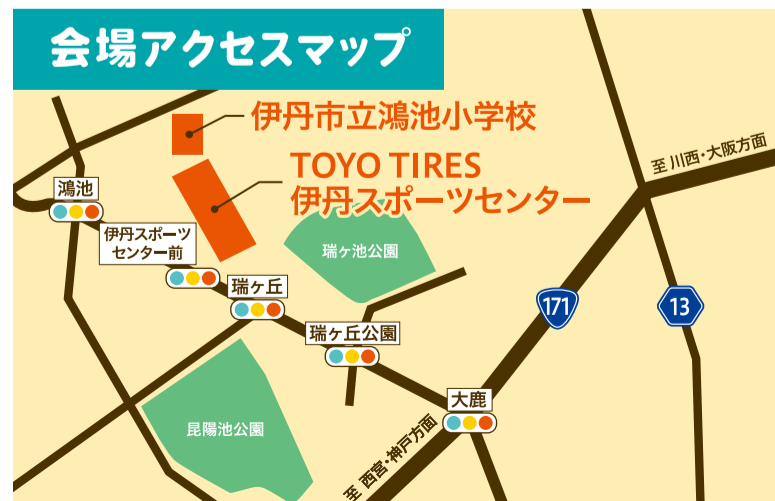 会場アクセスマップ
伊丹市立鴻池小学校
TOYO TIRES
伊丹スポーツセンター
至 川西・大阪方面
鴻池
伊丹スポーツ
センター前
瑞ヶ池公園
瑞ヶ丘
171
13
瑞ヶ丘公園
大鹿
昆陽池公園
至 西宮・神戸方面